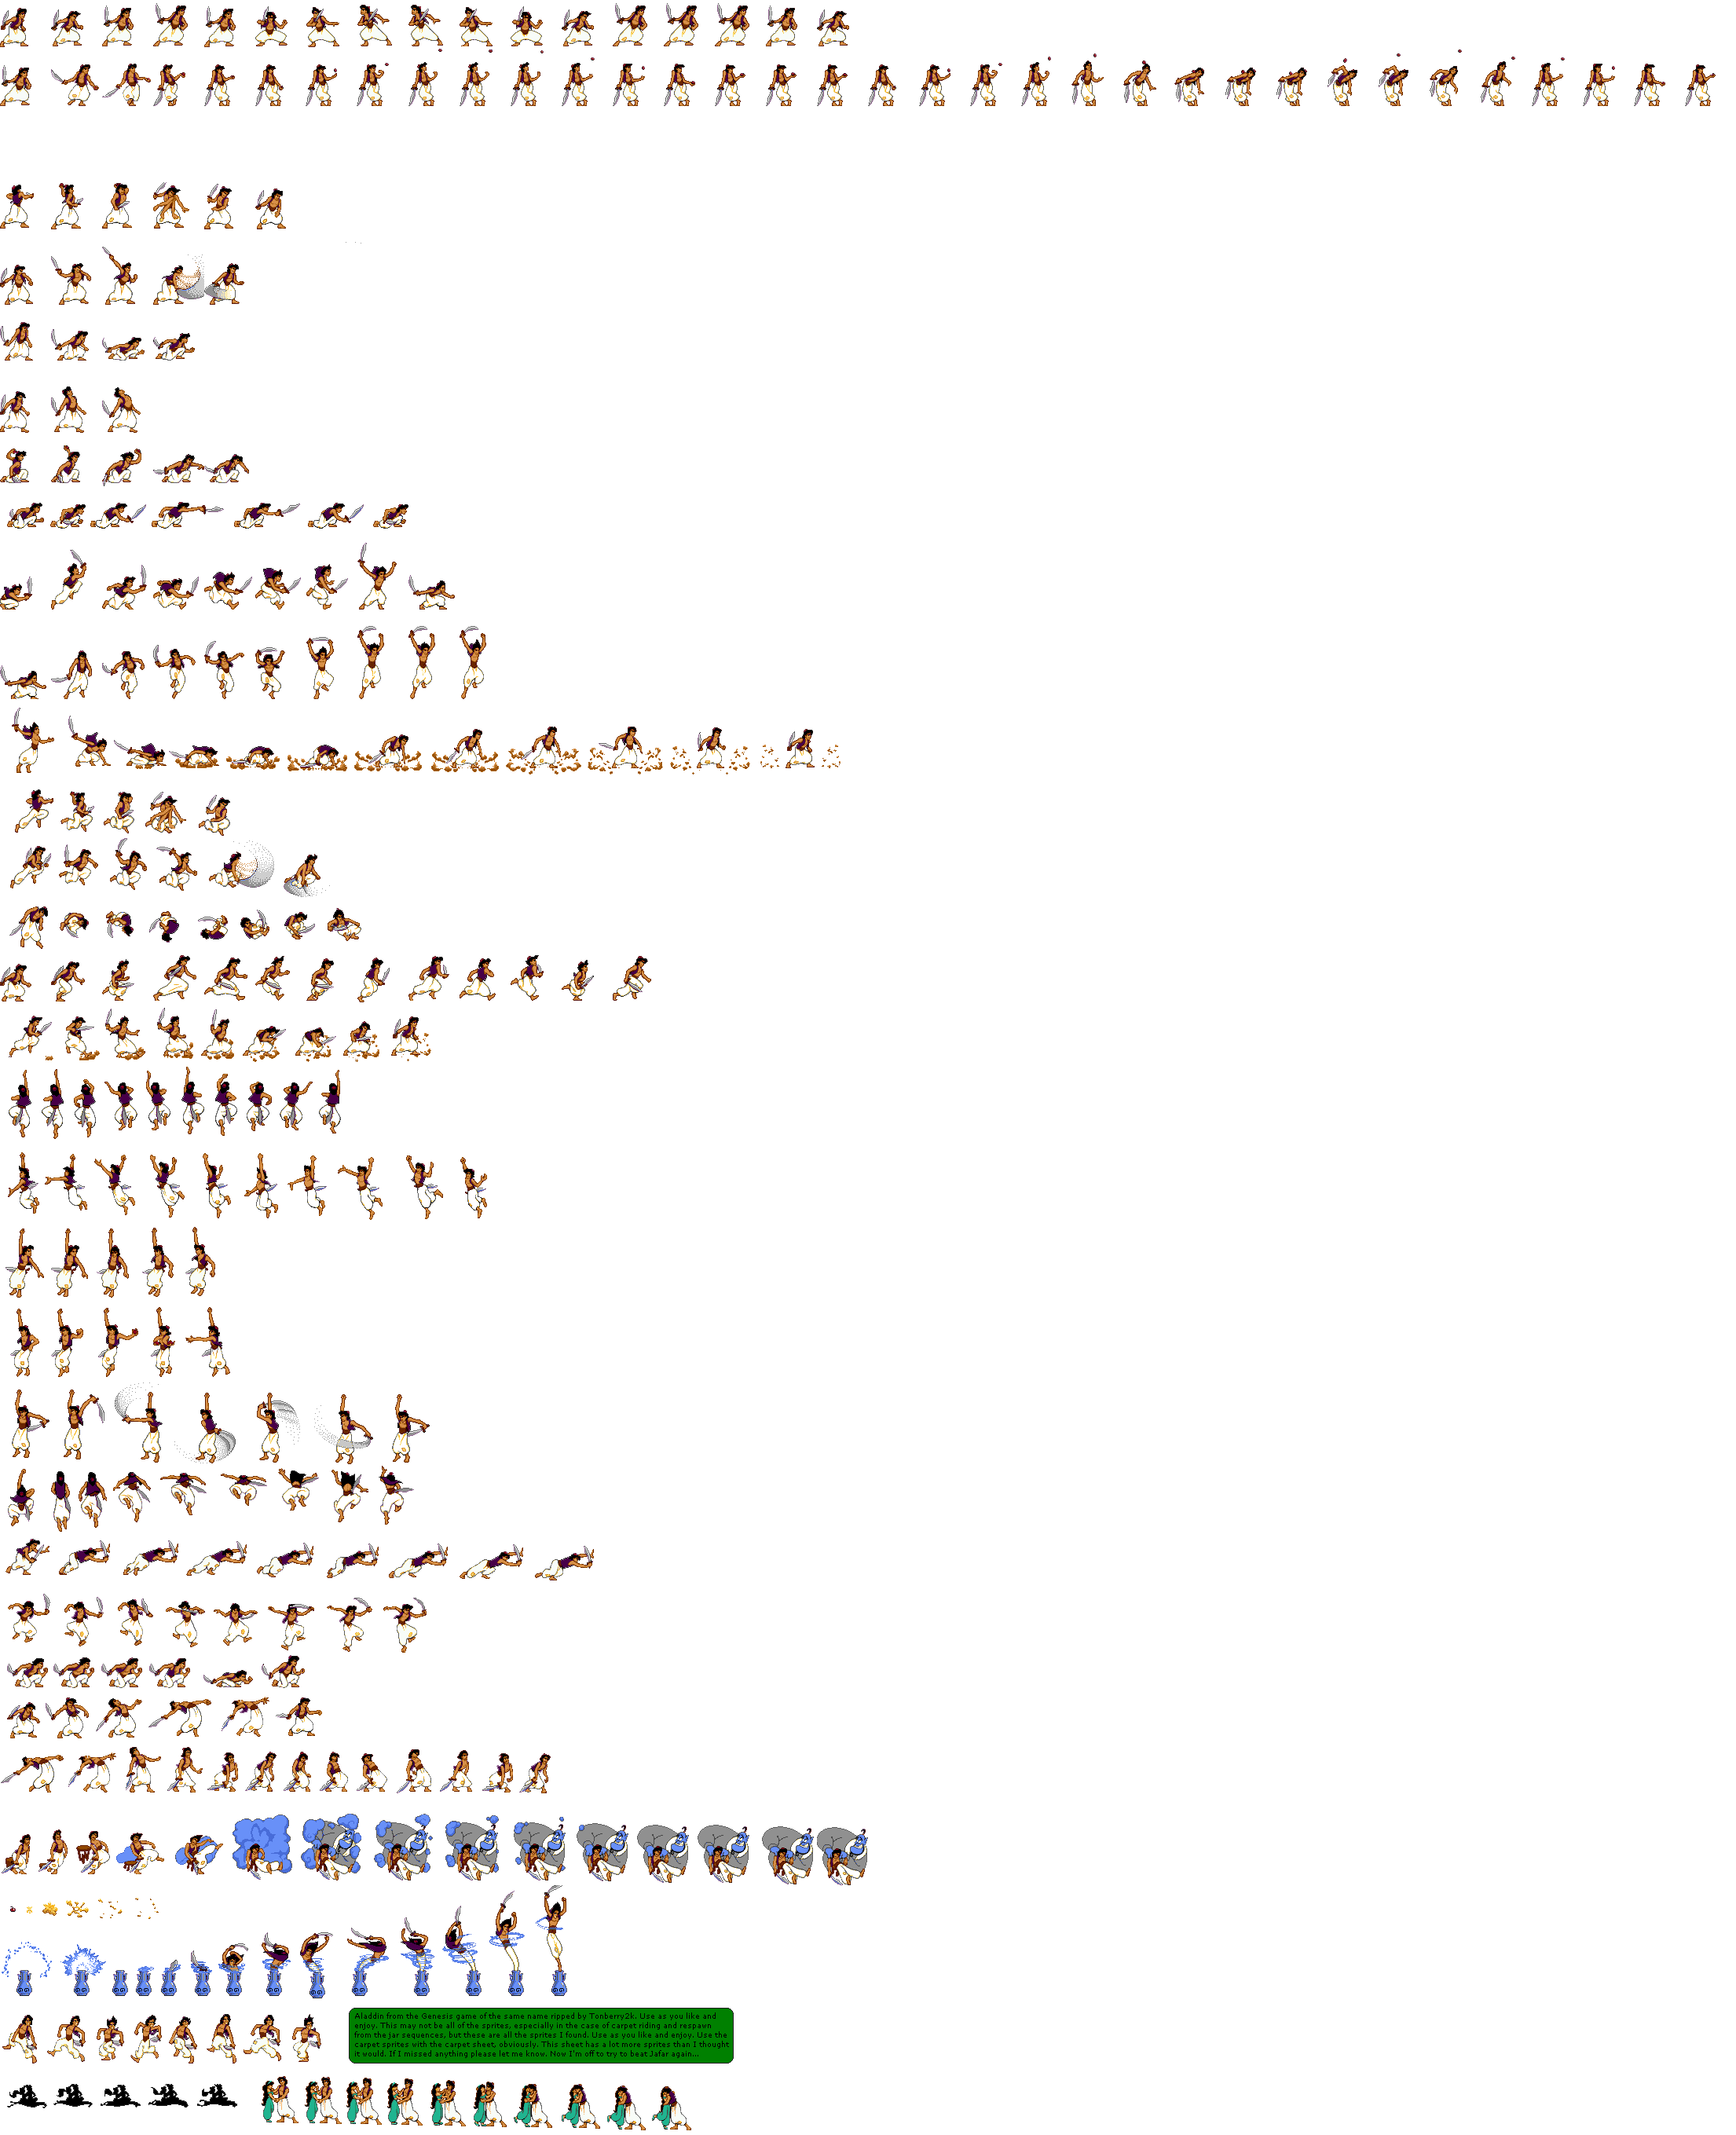 Aladdin from the Genesis game of the same name ripped by Tonberry2k. Use as you like and
enjoy. This may not be all of the sprites, especially in the case of carpet riding and respawn
from the Jar sequences, but these are all the sprites I found. Use as you like and enjoy. Use the
carpet sprites with the carpet sheet, obviously. This sheet has a lot more sprites than I thought
it would. If I missed anything please let me know. Now I'm off to try to beat Jafar again...